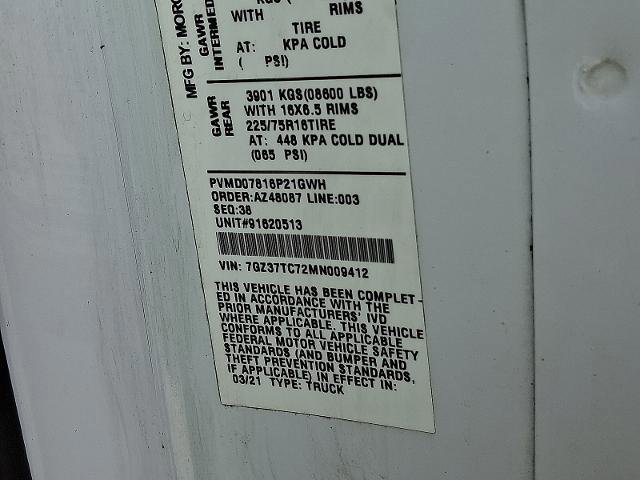 MFG BY:
GAWR
INTERMED
WITH RIMS
TIRE
AT: KPA COLD
( PSI)
GAWR
REAR
3901 KGS(08600 LBS)
WITH 16X6.5 RIMS
225/75R16TIRE
AT: 448 KPA COLD DUAL
(065 PSI)
PVMD07816P21GWH
ORDER:AZ48087 LINE:003
SEQ:38
UNIT#91620513
VIN: 7GZ37TC72MN009412
THIS VEHICLE HAS BEEN COMPLET-
ED IN ACCORDANCE WITH THE
PRIOR MANUFACTURERS' IVD
WHERE APPLICABLE. THIS VEHICLE
CONFORMS TO ALL APPLICABLE
FEDERAL MOTOR VEHICLE SAFETY
STANDARDS (AND BUMPER AND
THEFT PREVENTION STANDARDS,
IF APPLICABLE) IN EFFECT IN:
03/21 TYPE: TRUCK